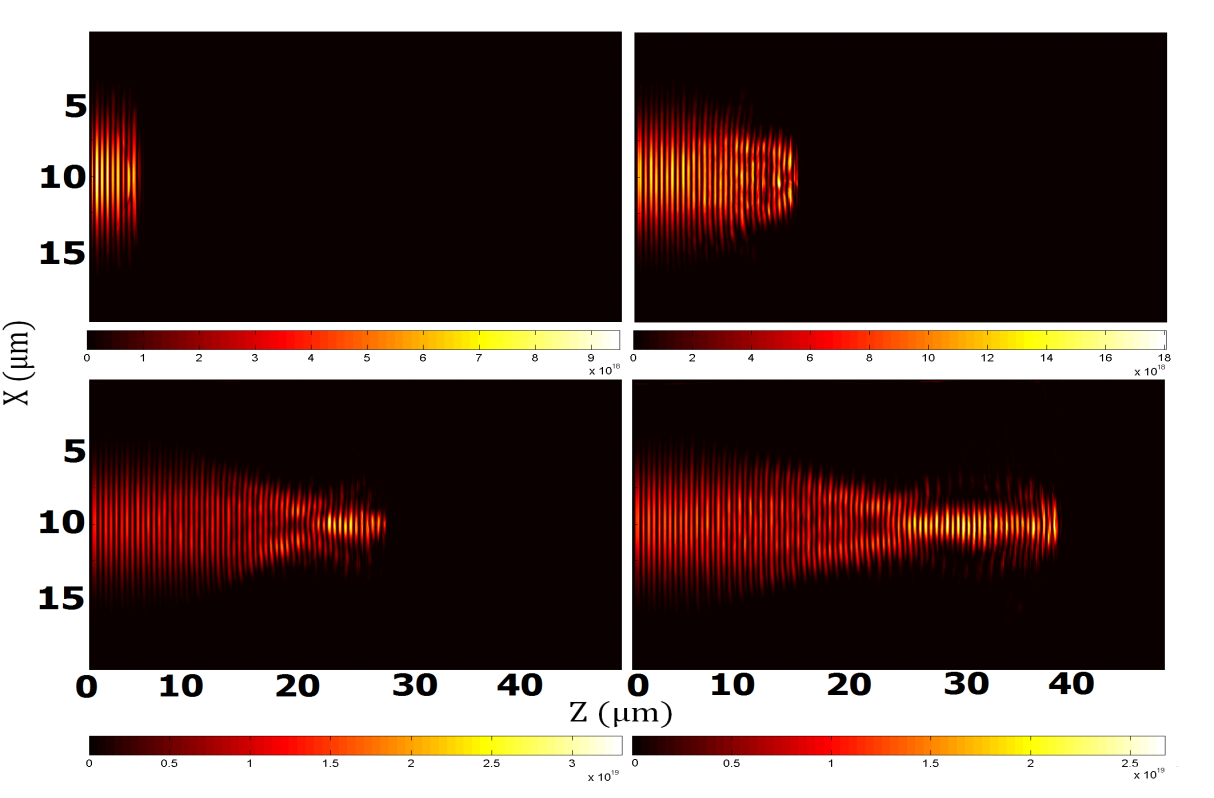 5
10
15
0 1 2 3 4 5 6 7 8 9
x 10^18
0 2 4 6 8 10 12 14 16 18
x 10^18
X (µm)
5
10
15
0 10 20 30 40
0 10 20 30 40
Z (µm)
0 0.5 1 1.5 2 2.5 3
x 10^19
0 0.5 1 1.5 2 2.5
x 10^19